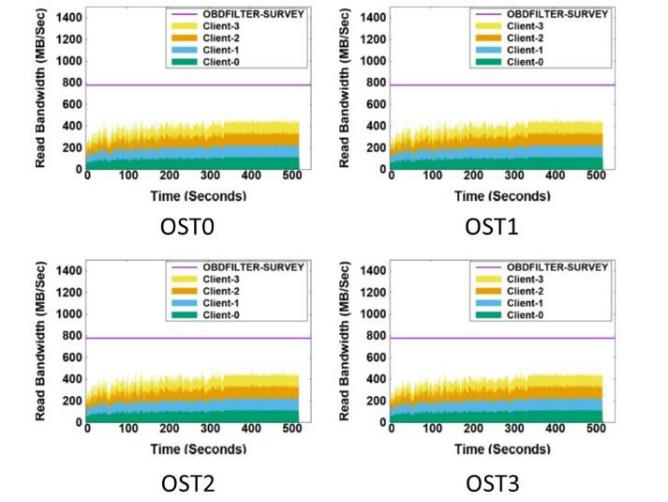 Read Bandwidth (MB/Sec)
1400
1200
1000
800
600
400
200
0
OBDFILTER-SURVEY
Client-3
Client-2
Client-1
Client-0
0 100 200 300 400 500
Time (Seconds)
OST0
Read Bandwidth (MB/Sec)
1400
1200
1000
800
600
400
200
0
OBDFILTER-SURVEY
Client-3
Client-2
Client-1
Client-0
0 100 200 300 400 500
Time (Seconds)
OST1
Read Bandwidth (MB/Sec)
1400
1200
1000
800
600
400
200
0
OBDFILTER-SURVEY
Client-3
Client-2
Client-1
Client-0
0 100 200 300 400 500
Time (Seconds)
OST2
Read Bandwidth (MB/Sec)
1400
1200
1000
800
600
400
200
0
OBDFILTER-SURVEY
Client-3
Client-2
Client-1
Client-0
0 100 200 300 400 500
Time (Seconds)
OST3